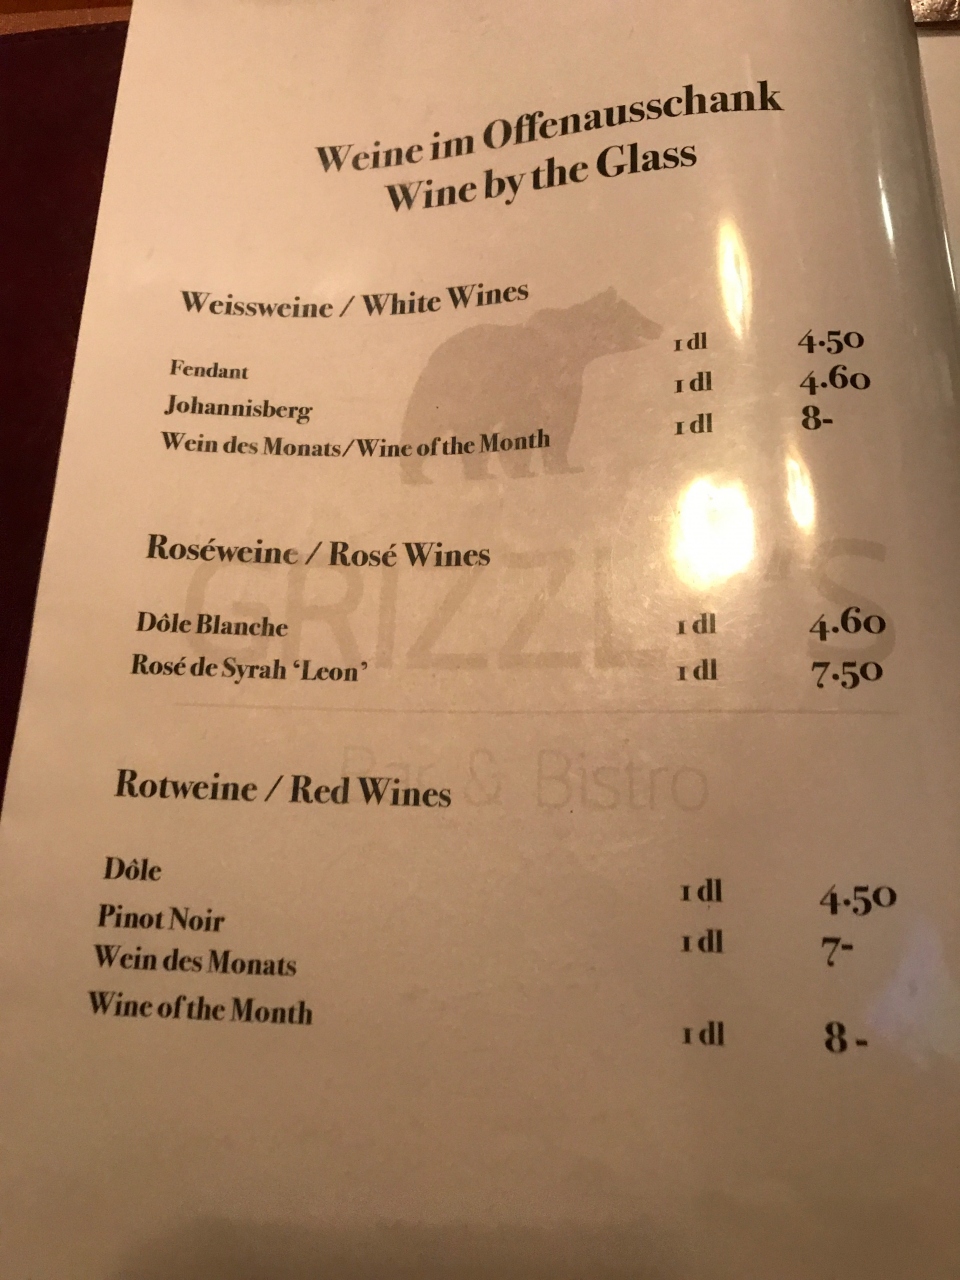 Weine im Offenausschank
Wine by the Glass
Weissweine / White Wines
Fendant 1 dl 4.50
Johannisberg 1 dl 4.60
Wein des Monats/Wine of the Month 1 dl 8-
GRIZZLY'S
Roséweine / Rosé Wines
Dôle Blanche 1 dl 4.60
Rosé de Syrah ‘Leon’ 1 dl 7.50
Bar & Bistro
Rotweine / Red Wines
Dôle 1 dl 4.50
Pinot Noir 1 dl 7-
Wein des Monats
Wine of the Month 1 dl 8 -